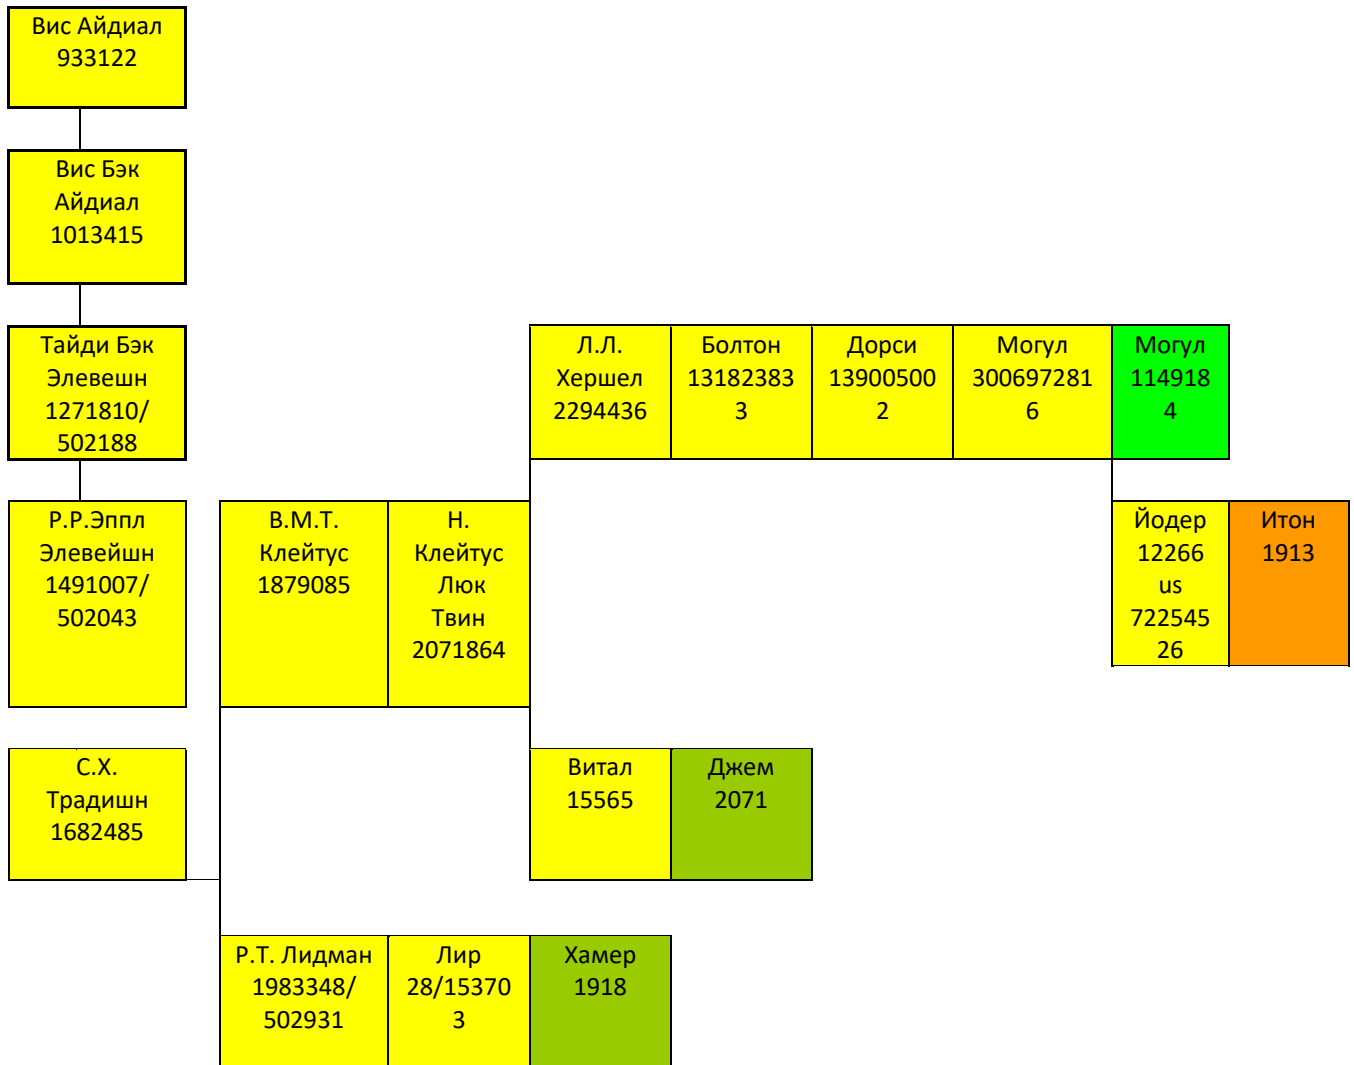 Вис Айдиал
933122
Вис Бэк
Айдиал
1013415
Тайди Бэк
Элевешн
1271810/
502188
Л.Л.
Хершел
2294436
Болтон
13182383
3
Дорси
13900500
2
Могул
300697281
6
Могул
114918
4
Р.Р.Эппл
Элевейшн
1491007/
502043
В.М.Т.
Клейтус
1879085
Н.
Клейтус
Люк
Твин
2071864
Йодер
12266
us
722545
26
Итон
1913
С.Х.
Традишн
1682485
Витал
15565
Джем
2071
Р.Т. Лидман
1983348/
502931
Лир
28/15370
3
Хамер
1918